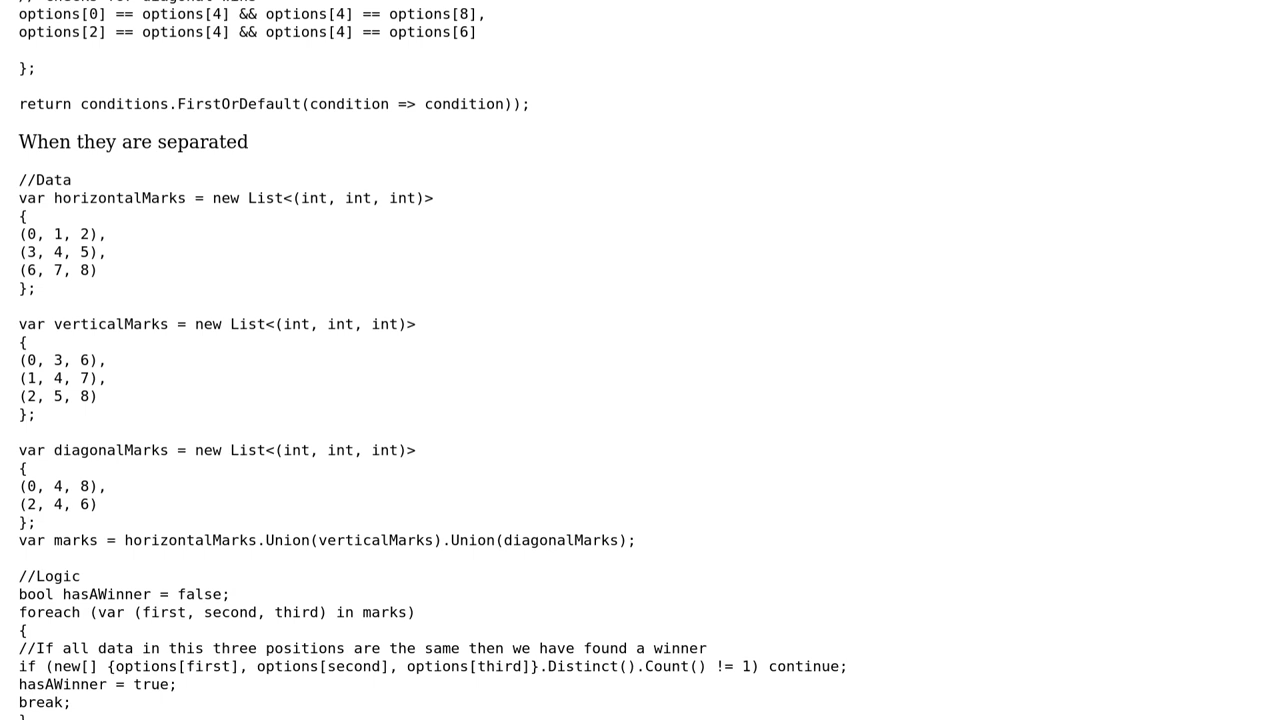 // Checks for diagonal wins
options[0] == options[4] && options[4] == options[8],
options[2] == options[4] && options[4] == options[6]
};
return conditions.FirstOrDefault(condition => condition));
When they are separated
//Data
var horizontalMarks = new List<(int, int, int)>
{
(0, 1, 2),
(3, 4, 5),
(6, 7, 8)
};
var verticalMarks = new List<(int, int, int)>
{
(0, 3, 6),
(1, 4, 7),
(2, 5, 8)
};
var diagonalMarks = new List<(int, int, int)>
{
(0, 4, 8),
(2, 4, 6)
};
var marks = horizontalMarks.Union(verticalMarks).Union(diagonalMarks);
//Logic
bool hasAWinner = false;
foreach (var (first, second, third) in marks)
{
//If all data in this three positions are the same then we have found a winner
if (new[] {options[first], options[second], options[third]}.Distinct().Count() != 1) continue;
hasAWinner = true;
break;
}